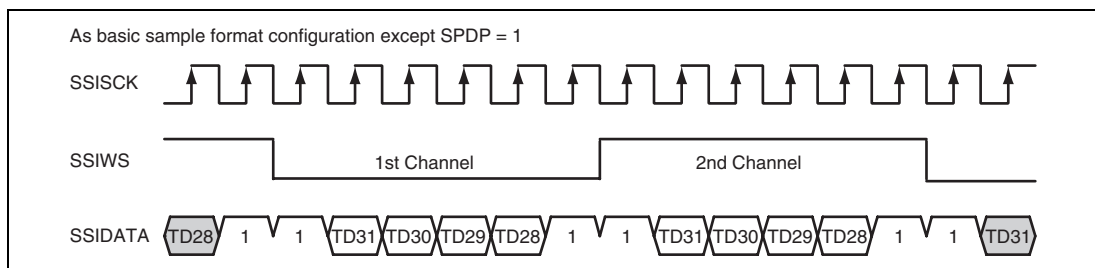 As basic sample format configuration except SPDP = 1
SSISCK
SSIWS 1st Channel 2nd Channel
SSIDATA TD28 1 1 TD31 TD30 TD29 TD28 1 1 TD31 TD30 TD29 TD28 1 1 TD31